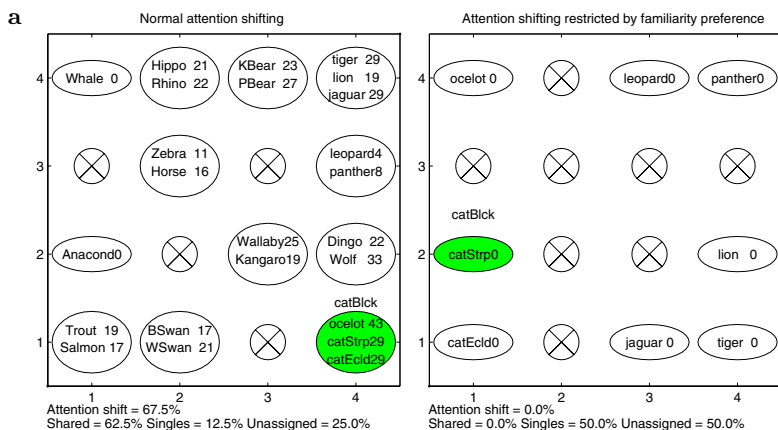 a
Normal attention shifting
4
Whale 0
Hippo 21
Rhino 22
KBear 23
PBear 27
tiger 29
lion 19
jaguar 29
3
Zebra 11
Horse 16
leopard4
panther8
2
Anacond0
Wallaby25
Kangaro19
Dingo 22
Wolf 33
1
Trout 19
Salmon 17
BSwan 17
WSwan 21
catBlck
ocelot 43
catStrp29
catEcld29
1 2 3 4
Attention shift = 67.5%
Shared = 62.5% Singles = 12.5% Unassigned = 25.0%
Attention shifting restricted by familiarity preference
4
ocelot 0
leopard0
panther0
3
catBlck
2
catStrp0
lion 0
1
catEcld0
jaguar 0
tiger 0
1 2 3 4
Attention shift = 0.0%
Shared = 0.0% Singles = 50.0% Unassigned = 50.0%